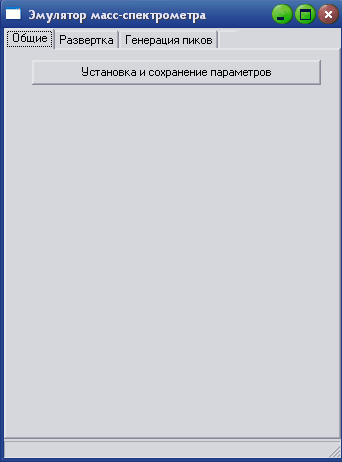 Эмулятор масс-спектрометра
Общие Развертка Генерация пиков
Установка и сохранение параметров